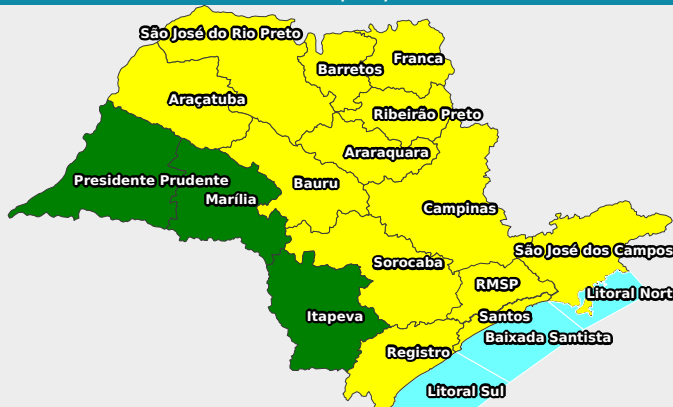 São José do Rio Preto
Franca
Barretos
Araçatuba
Ribeirão Preto
Araraquara
Presidente Prudente
Bauru
Marília
Campinas
São José dos Campos
Sorocaba
RMSP
Litoral Nort
Itapeva
Santos
Baixada Santista
Registro
Litoral Sul